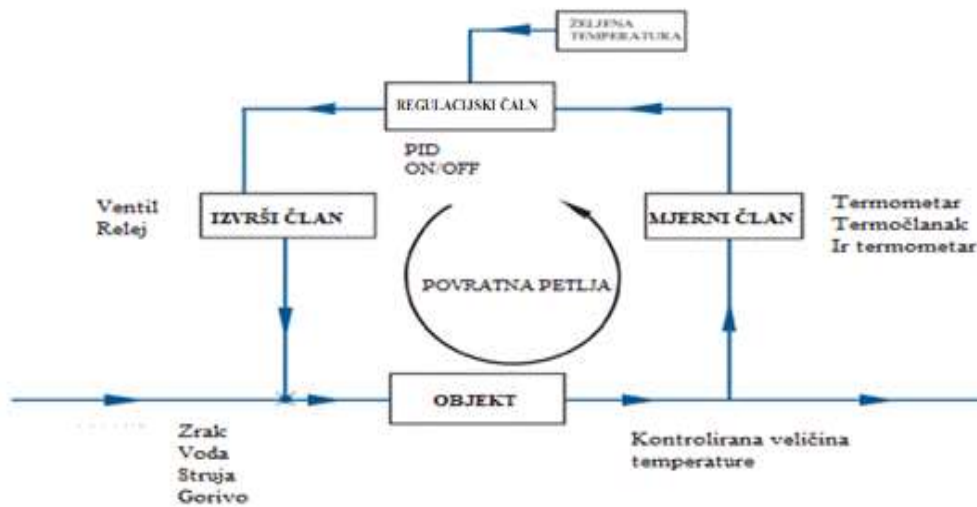 ŽELJENA
TEMPERATURA
REGULACIJSKI ČALN
PID
ON/OFF
Ventil
Relej
IZVRŠI ČLAN
MJERNI ČLAN
Termometar
Termočlanak
Ir termometar
POVRATNA PETLJA
OBJEKT
Zrak
Voda
Struja
Gorivo
Kontrolirana veličina
temperature